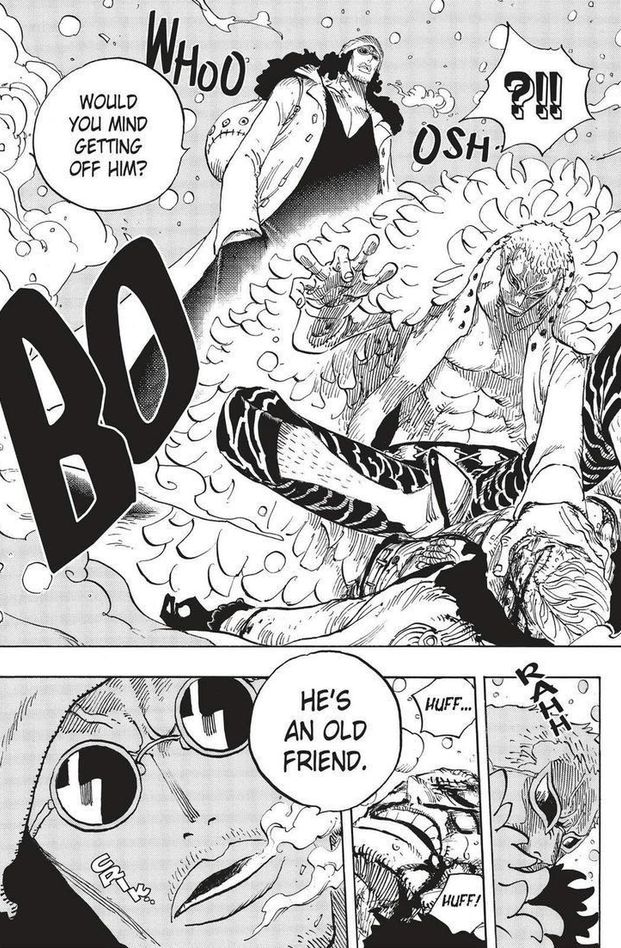 ?!!
WHOO
OSH
WOULD
YOU MIND
GETTING
OFF HIM?
BO
RAHH
HUFF...
HUFF!
HE'S
AN OLD
FRIEND.